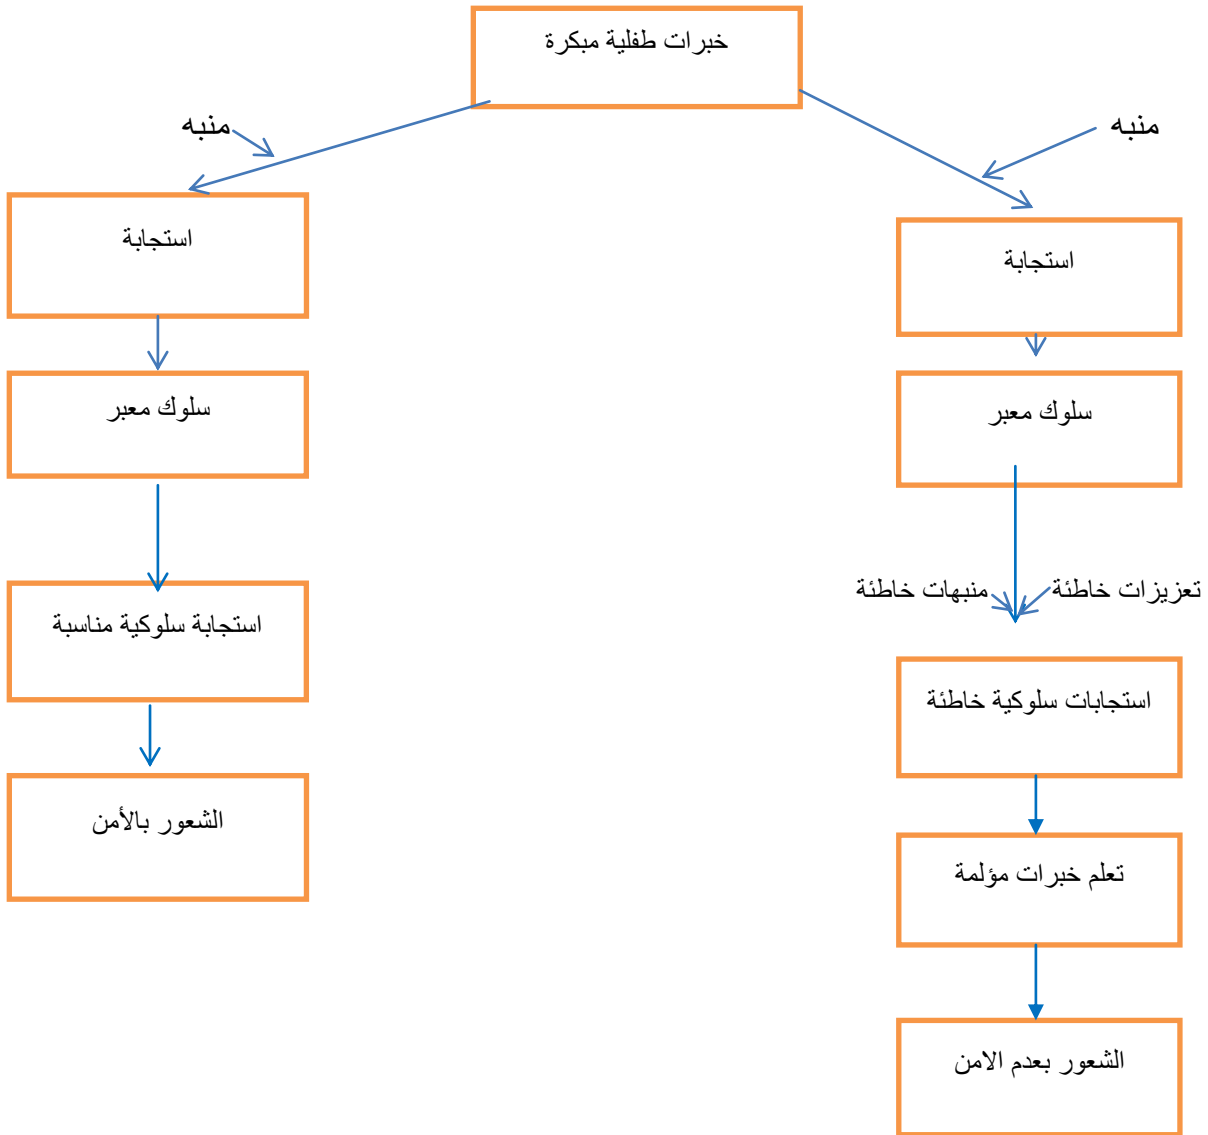 خبرات طفلية مبكرة
منبه
منبه
استجابة
استجابة
سلوك معبر
سلوك معبر
تعزيزات خاطئة
منبهات خاطئة
استجابة سلوكية مناسبة
استجابات سلوكية خاطئة
الشعور بالأمن
تعلم خبرات مؤلمة
الشعور بعدم الامن